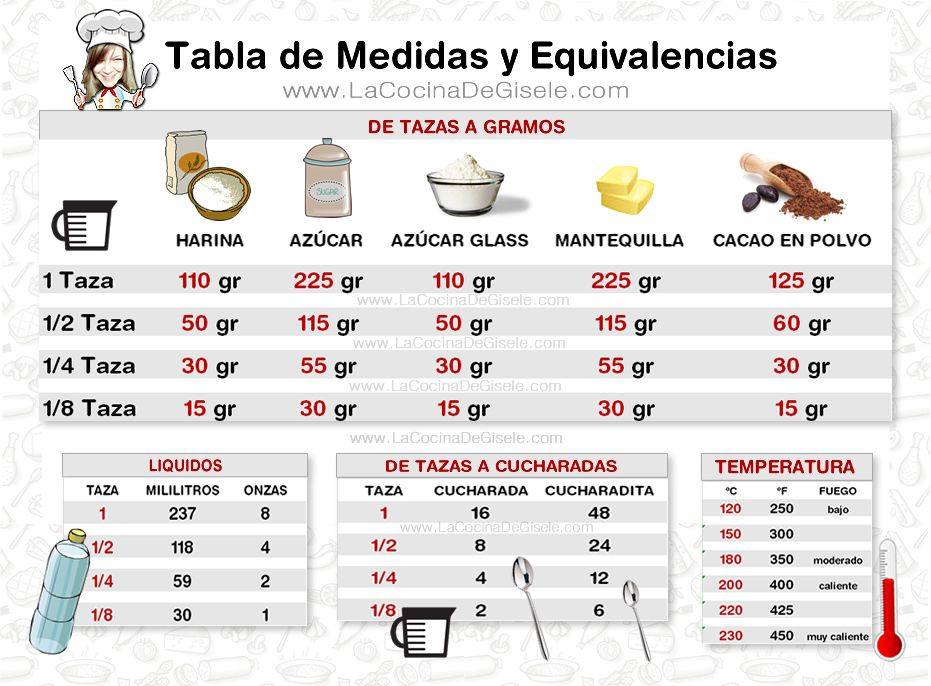 Tabla de Medidas y Equivalencias
www.LaCocinaDeGisele.com
DE TAZAS A GRAMOS
SUGAR
HARINA AZÚCAR AZÚCAR GLASS MANTEQUILLA CACAO EN POLVO
1 Taza 110 gr 225 gr 110 gr 225 gr 125 gr
www.LaCocinaDeGisele.com
1/2 Taza 50 gr 115 gr 50 gr 115 gr 60 gr
www.LaCocinaDeGisele.com
1/4 Taza 30 gr 55 gr 30 gr 55 gr 30 gr
www.LaCocinaDeGisele.com
1/8 Taza 15 gr 30 gr 15 gr 30 gr 15 gr
www.LaCocinaDeGisele.com
LIQUIDOS
TAZA MILILITROS ONZAS
1 237 8
1/2 118 4
1/4 59 2
1/8 30 1
DE TAZAS A CUCHARADAS
TAZA CUCHARADA CUCHARADITA
1 16 48
www.LaCocinaDeGisele.com
1/2 8 24
1/4 4 12
1/8 2 6
TEMPERATURA
ºC ºF FUEGO
120 250 bajo
150 300
180 350 moderado
200 400 caliente
220 425
230 450 muy caliente